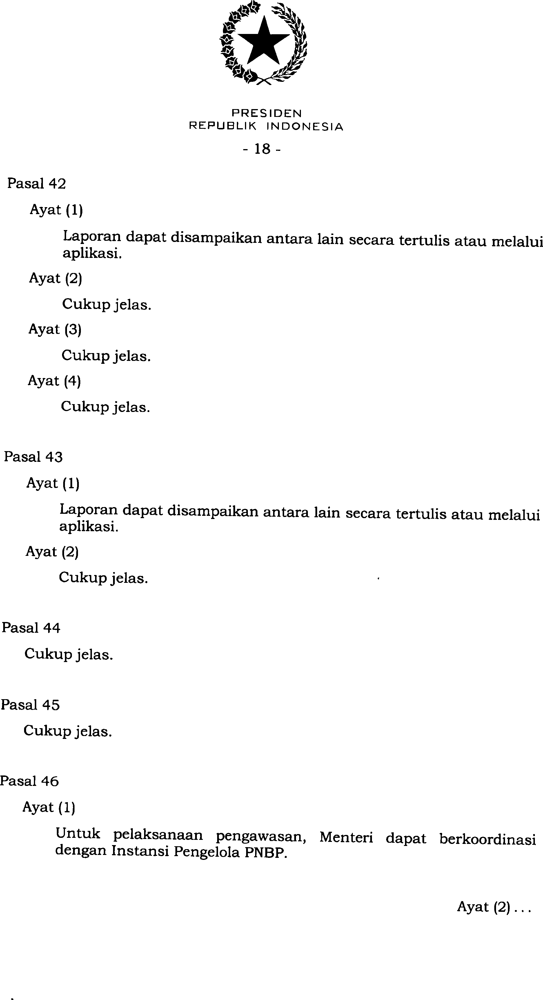 PRESIDEN
REPUBLIK INDONESIA
- 18 -
Pasal 42
Ayat (1)
Laporan dapat disampaikan antara lain secara tertulis atau melalui
aplikasi.
Ayat (2)
Cukup jelas.
Ayat (3)
Cukup jelas.
Ayat (4)
Cukup jelas.
Pasal 43
Ayat (1)
Laporan dapat disampaikan antara lain secara tertulis atau melalui
aplikasi.
Ayat (2)
Cukup jelas.
Pasal 44
Cukup jelas.
Pasal 45
Cukup jelas.
Pasal 46
Ayat (1)
Untuk pelaksanaan pengawasan, Menteri dapat berkoordinasi
dengan Instansi Pengelola PNBP.
Ayat (2) . . .